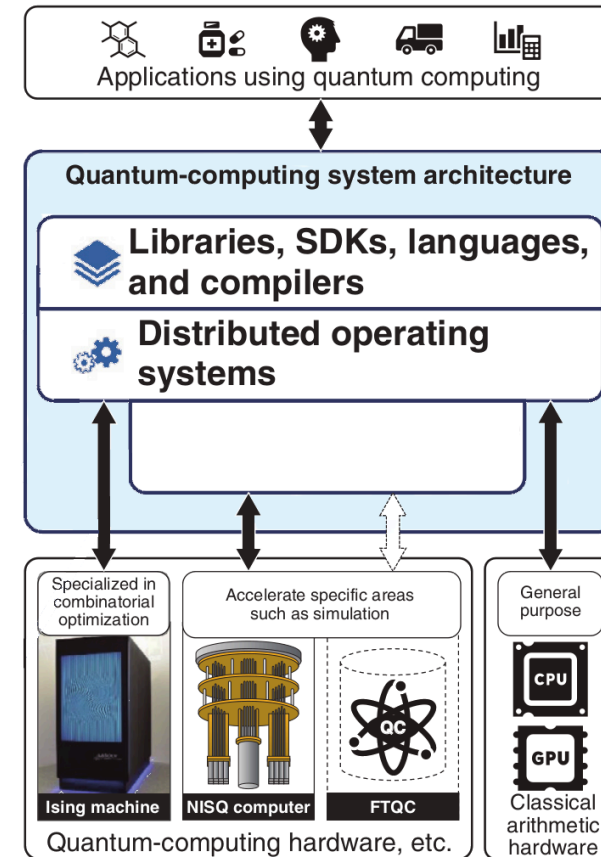 Applications using quantum computing
Quantum-computing system architecture
Libraries, SDKs, languages,
and compilers
Distributed operating
systems
Specialized in
combinatorial
optimization
Accelerate specific areas
such as simulation
General
purpose
QC
CPU
GPU
Ising machine
NISQ computer
FTQC
Classical
arithmetic
hardware
Quantum-computing hardware, etc.